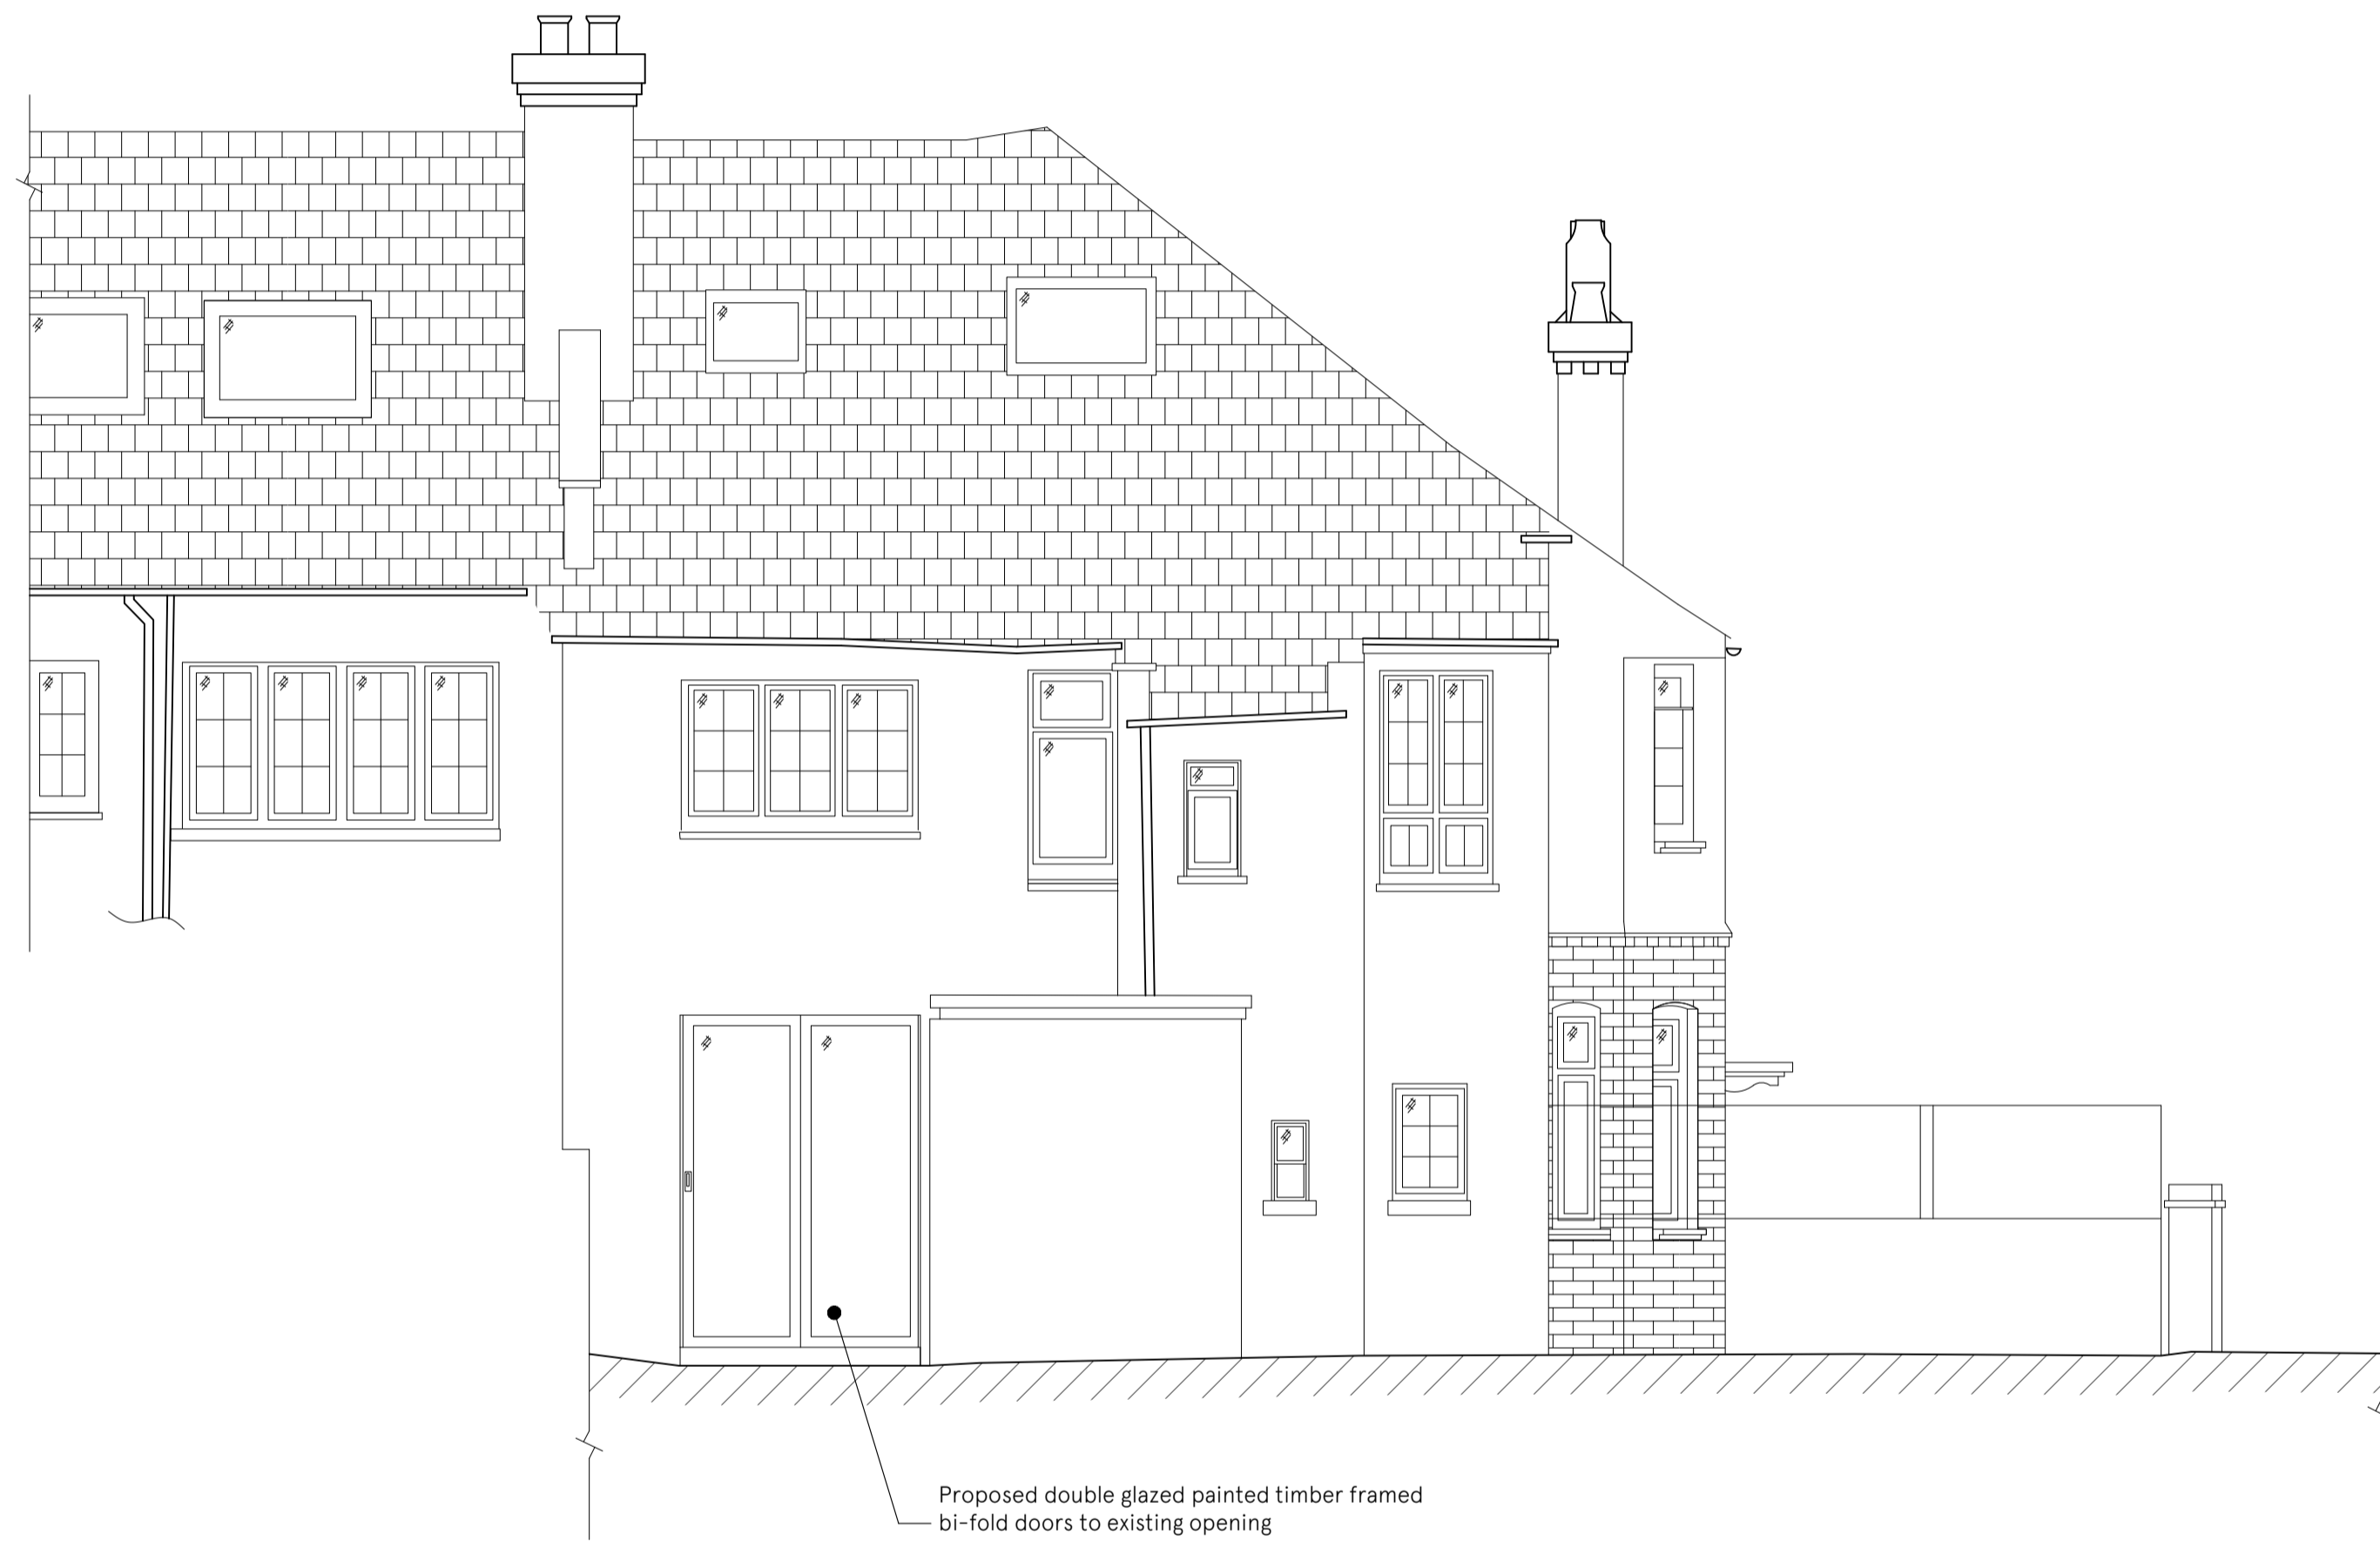 Proposed double glazed painted timber framed
bi-fold doors to existing opening